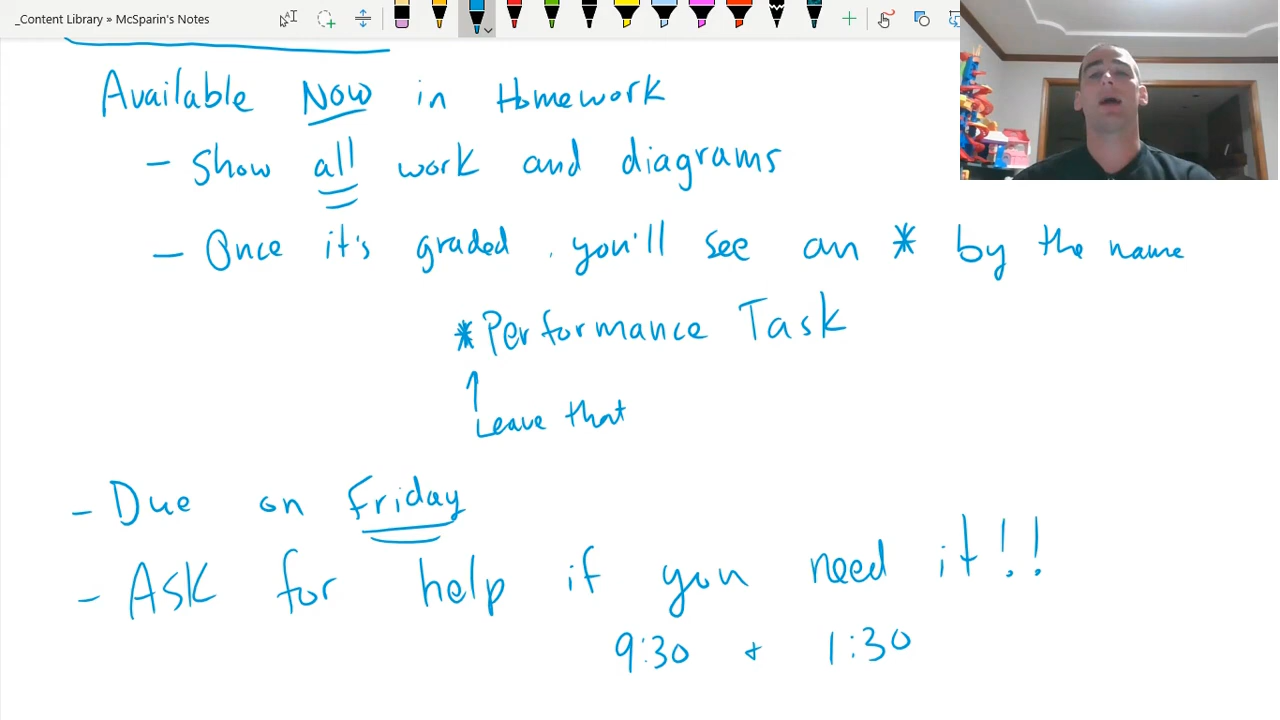 _Content Library » McSparin's Notes
Available Now in Homework
- Show all work and diagrams
- Once it's graded, you'll see an * by the name
*Performance Task
Leave that
- Due on Friday
- Ask for help if you need it!!
9:30 + 1:30